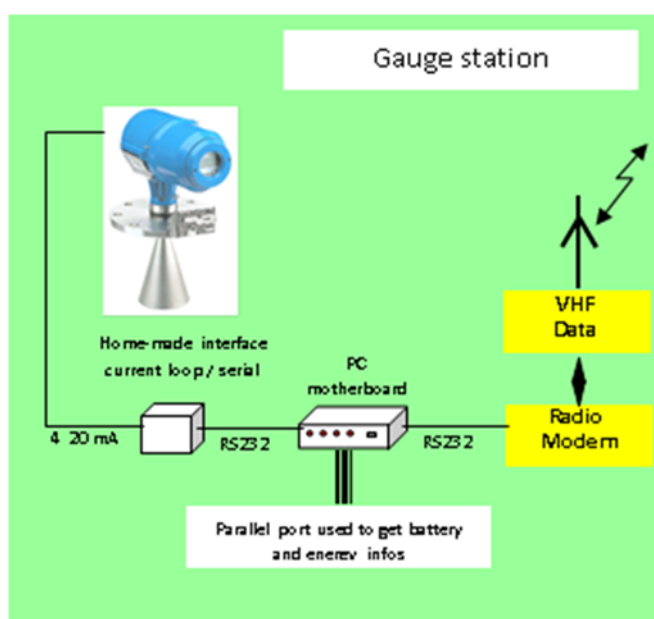 Gauge station
VHF
Data
Home-made interface
current loop / serial
PC
motherboard
Radio
Modem
4 20 mA
RS232
RS232
Parallel port used to get battery
and energy infos